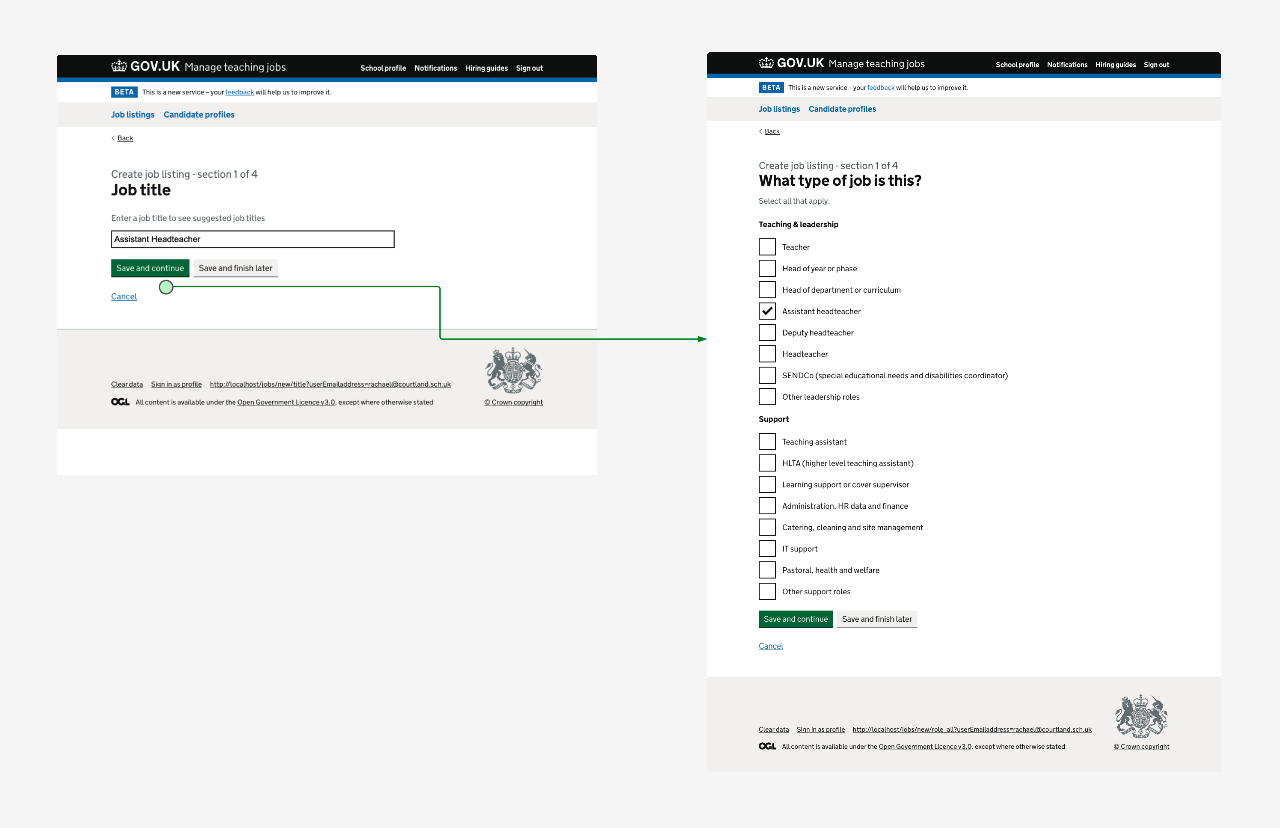 GOV.UK Manage teaching jobs School profile Notifications Hiring guides Sign out
BETA This is a new service – your feedback will help us to improve it.
Job listings Candidate profiles
Back
Create job listing - section 1 of 4
Job title
Enter a job title to see suggested job titles
Assistant Headteacher
Save and continue Save and finish later
Cancel
Clear data Sign in as profile http://localhost/jobs/new/title?userEmailaddress=rachael@courtland.sch.uk
OGL All content is available under the Open Government Licence v3.0, except where otherwise stated © Crown copyright
GOV.UK Manage teaching jobs School profile Notifications Hiring guides Sign out
BETA This is a new service - your feedback will help us to improve it.
Job listings Candidate profiles
Back
Create job listing - section 1 of 4
What type of job is this?
Select all that apply.
Teaching & leadership
Teacher
Head of year or phase
Head of department or curriculum
Assistant headteacher
Deputy headteacher
Headteacher
SENDCo (special educational needs and disabilities coordinator)
Other leadership roles
Support
Teaching assistant
HLTA (higher level teaching assistant)
Learning support or cover supervisor
Administration, HR data and finance
Catering, cleaning and site management
IT support
Pastoral, health and welfare
Other support roles
Save and continue Save and finish later
Cancel
Clear data Sign in as profile http://localhost/jobs/new/role_all?userEmailaddress=rachael@courtland.sch.uk
OGL All content is available under the Open Government Licence v3.0, except where otherwise stated © Crown copyright